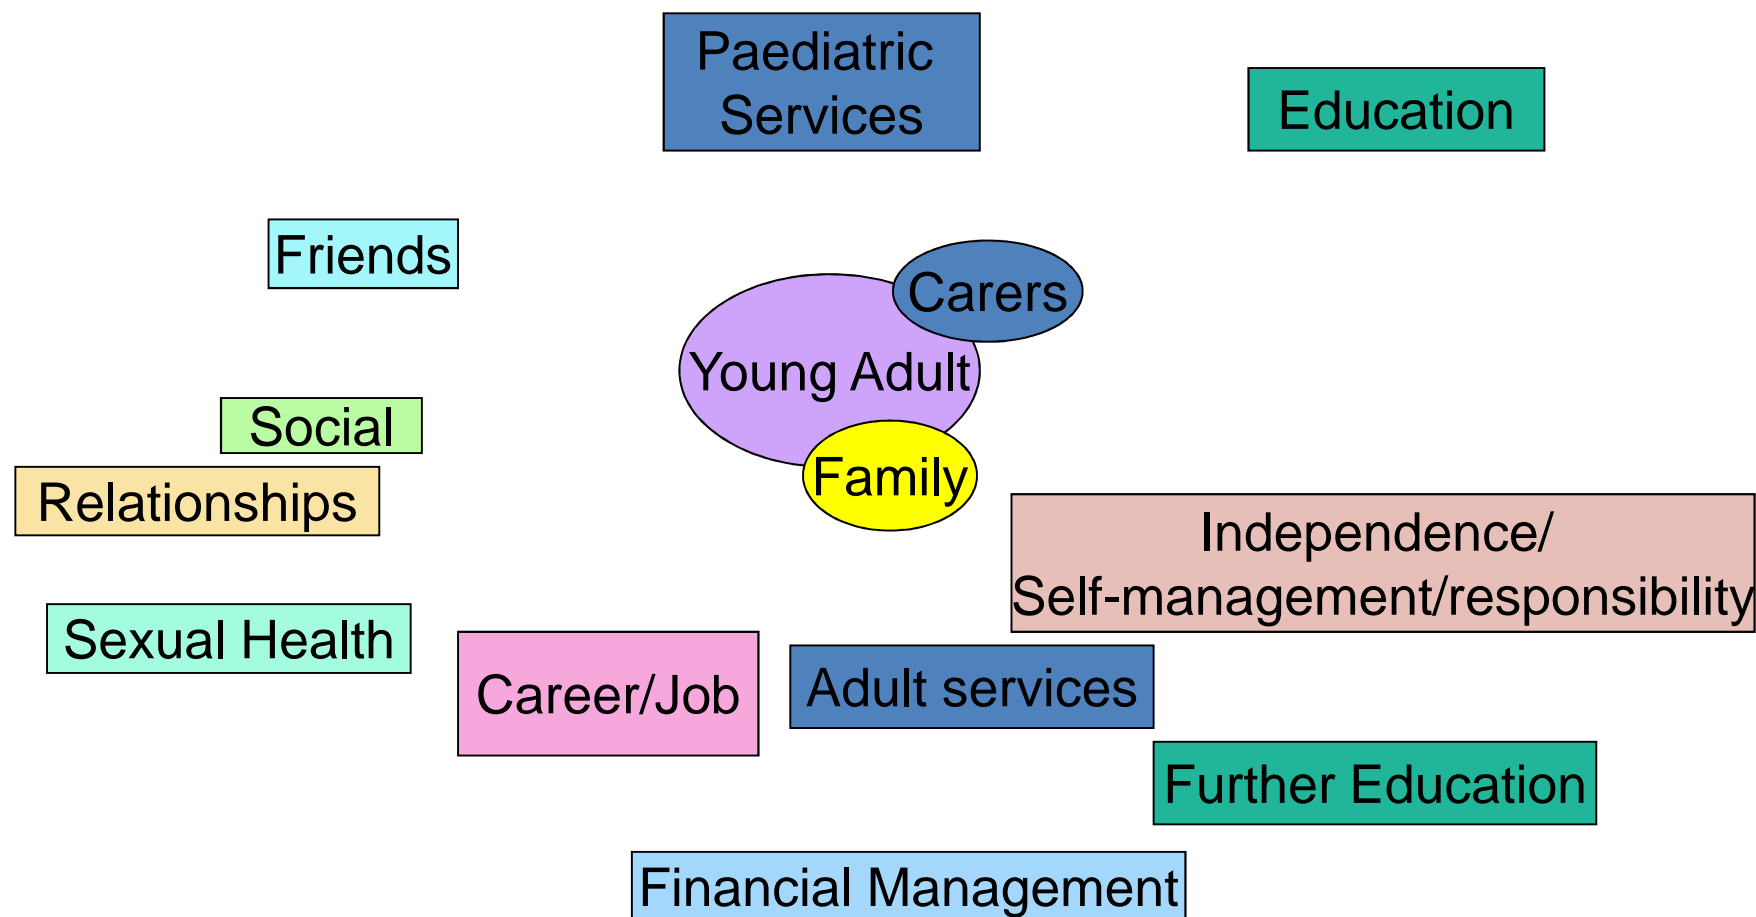 Paediatric
Services
Education
Friends
Carers
Young Adult
Social
Family
Relationships
Independence/
Self-management/responsibility
Sexual Health
Career/Job
Adult services
Further Education
Financial Management